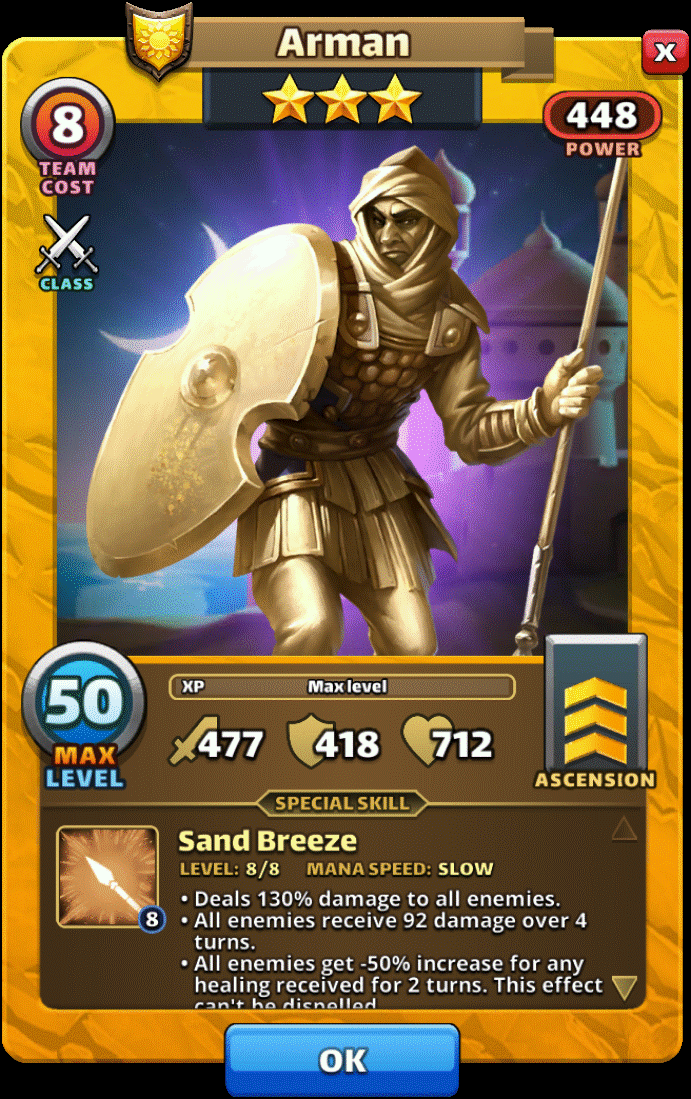 Arman
X
8
TEAM
COST
448
POWER
CLASS
50
MAX
LEVEL
XP Max level
477 418 712
ASCENSION
SPECIAL SKILL
Sand Breeze
LEVEL: 8/8 MANA SPEED: SLOW
8
• Deals 130% damage to all enemies.
• All enemies receive 92 damage over 4
turns.
• All enemies get -50% increase for any
healing received for 2 turns. This effect
can't be dispelled
OK